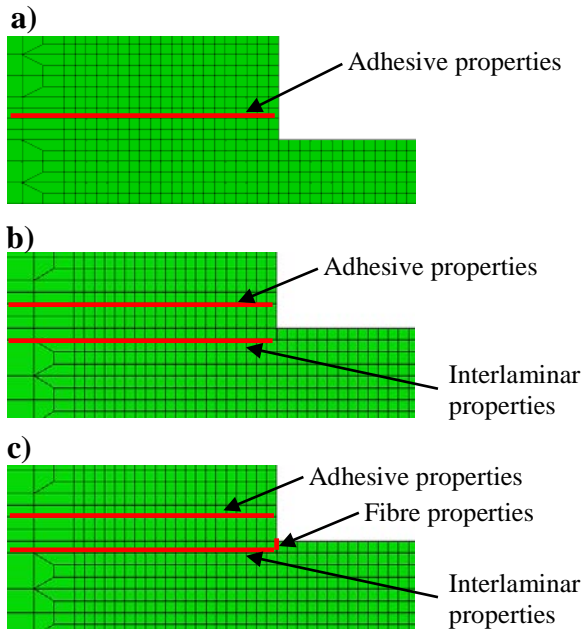 a)
Adhesive properties
b)
Adhesive properties
Interlaminar
properties
c)
Adhesive properties
Fibre properties
Interlaminar
properties